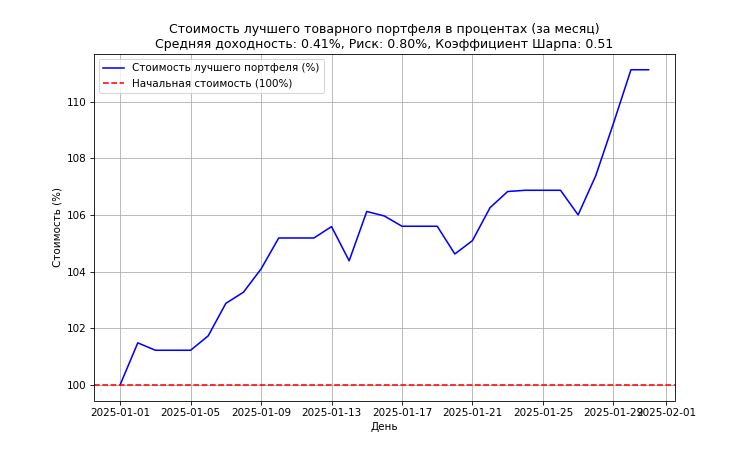 Стоимость лучшего товарного портфеля в процентах (за месяц)
Средняя доходность: 0.41%, Риск: 0.80%, Коэффициент Шарпа: 0.51
Стоимость лучшего портфеля (%)
Начальная стоимость (100%)
Стоимость (%)
110
108
106
104
102
100
2025-01-01
2025-01-05
2025-01-09
2025-01-13
2025-01-17
2025-01-21
2025-01-25
2025-01-29
2025-02-01
День